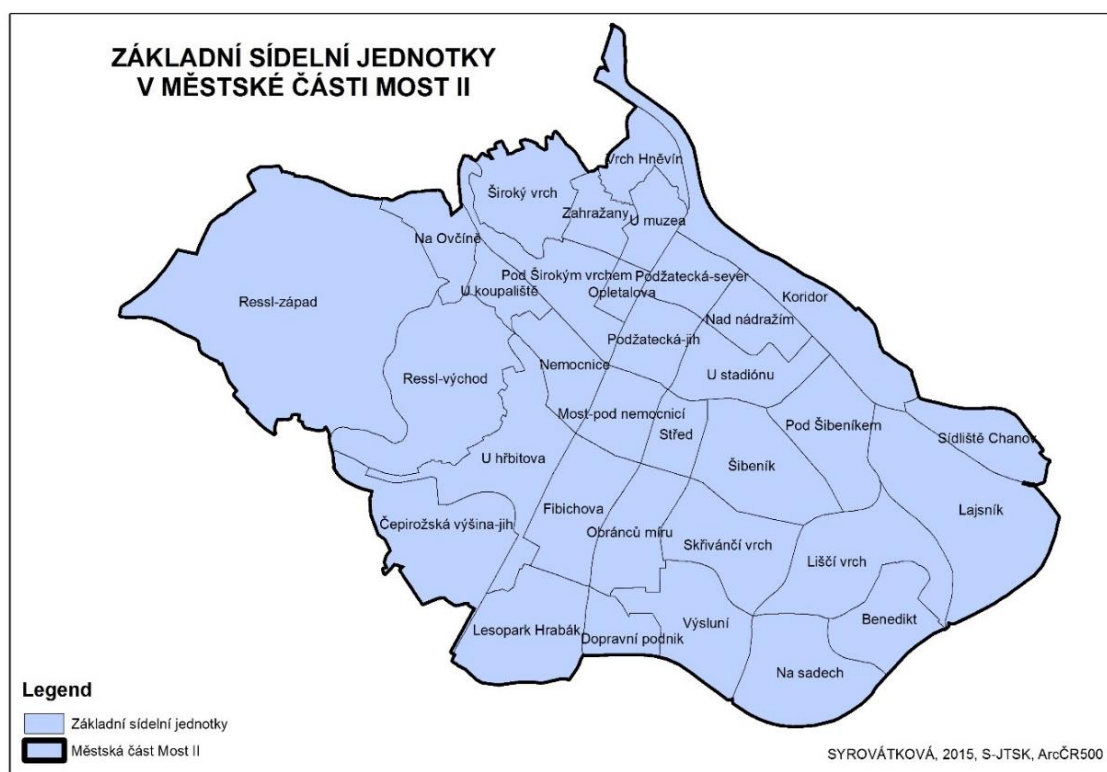 ZÁKLADNÍ SÍDELNÍ JEDNOTKY
V MĚSTSKÉ ČÁSTI MOST II
Vrch Hněvín
Široký vrch
Zahražany
U muzea
Na Ovčíně
Pod Širokým vrchem
Podžatecká-sever
U koupaliště
Opletalova
Koridor
Ressl-západ
Nad nádražím
Podžatecká-jih
Nemocnice
Ressl-východ
U stadiónu
Most-pod nemocnicí
Pod Šibeníkem
Střed
Sídliště Chanov
U hřbitova
Šibeník
Fibichova
Lajsník
Čepirožská výšina-jih
Obránců míru
Skřivánčí vrch
Liščí vrch
Benedikt
Výsluní
Lesopark Hrabák
Dopravní podnik
Na sadech
Legend
Základní sídelní jednotky
Městská část Most II
SYROVÁTKOVÁ, 2015, S-JTSK, ArcČR500